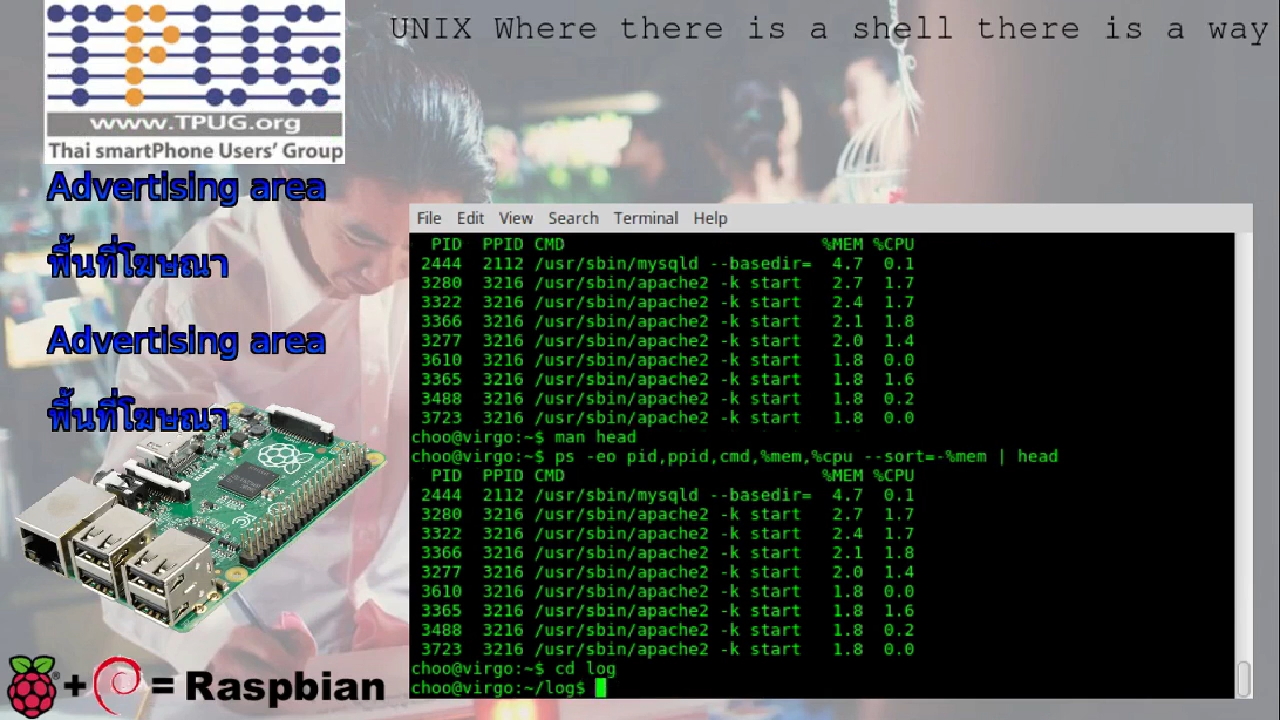 UNIX Where there is a shell there is a way
www.TPUG.org
Thai smartPhone Users' Group
Advertising area
พื้นที่โฆษณา
Advertising area
พื้นที่โฆษณา
+ = Raspbian
File Edit View Search Terminal Help
PID PPID CMD %MEM %CPU
2444 2112 /usr/sbin/mysqld --basedir= 4.7 0.1
3280 3216 /usr/sbin/apache2 -k start 2.7 1.7
3322 3216 /usr/sbin/apache2 -k start 2.4 1.7
3366 3216 /usr/sbin/apache2 -k start 2.1 1.8
3277 3216 /usr/sbin/apache2 -k start 2.0 1.4
3610 3216 /usr/sbin/apache2 -k start 1.8 0.0
3365 3216 /usr/sbin/apache2 -k start 1.8 1.6
3488 3216 /usr/sbin/apache2 -k start 1.8 0.2
3723 3216 /usr/sbin/apache2 -k start 1.8 0.0
choo@virgo:~$ man head
choo@virgo:~$ ps -eo pid,ppid,cmd,%mem,%cpu --sort=-%mem | head
PID PPID CMD %MEM %CPU
2444 2112 /usr/sbin/mysqld --basedir= 4.7 0.1
3280 3216 /usr/sbin/apache2 -k start 2.7 1.7
3322 3216 /usr/sbin/apache2 -k start 2.4 1.7
3366 3216 /usr/sbin/apache2 -k start 2.1 1.8
3277 3216 /usr/sbin/apache2 -k start 2.0 1.4
3610 3216 /usr/sbin/apache2 -k start 1.8 0.0
3365 3216 /usr/sbin/apache2 -k start 1.8 1.6
3488 3216 /usr/sbin/apache2 -k start 1.8 0.2
3723 3216 /usr/sbin/apache2 -k start 1.8 0.0
choo@virgo:~$ cd log
choo@virgo:~/log$